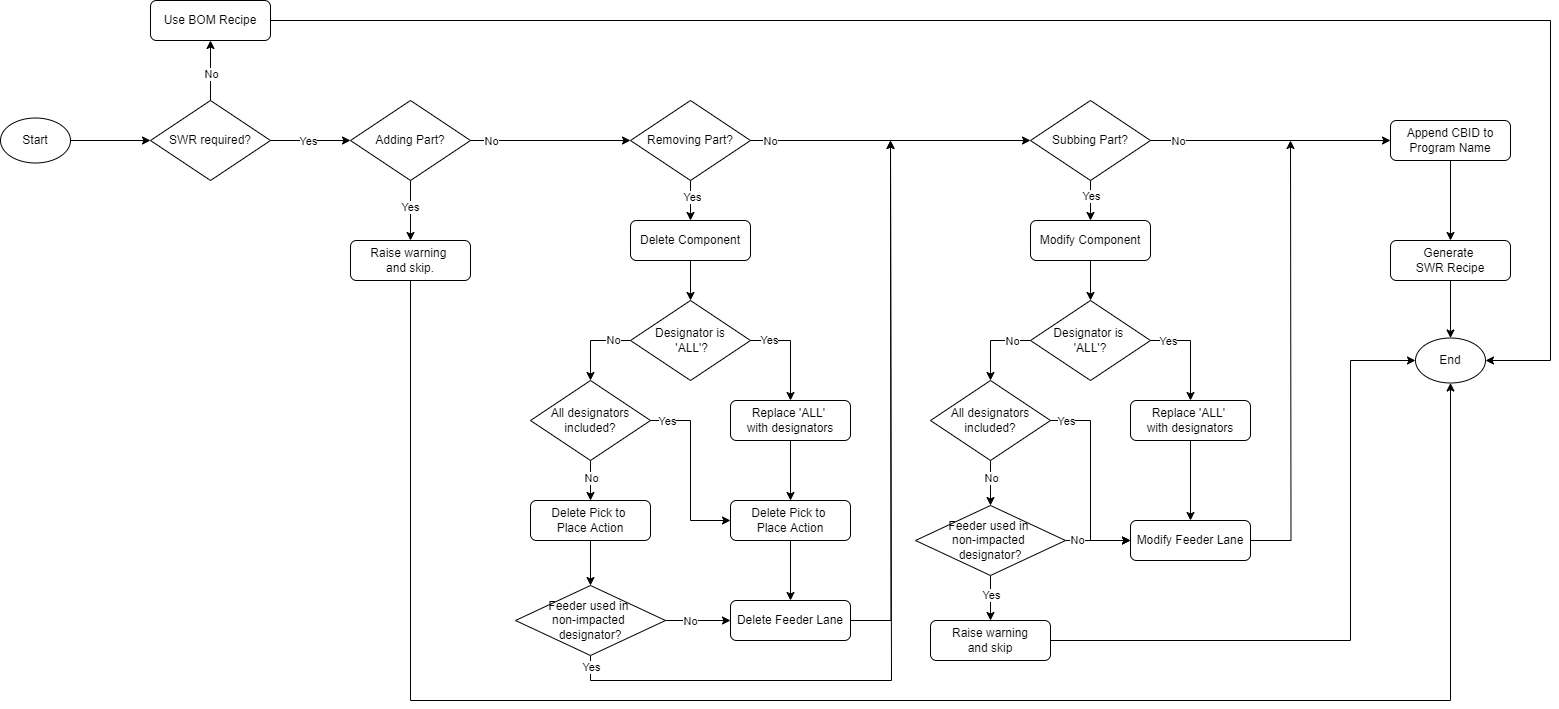 Use BOM Recipe
No
Start
SWR required?
Yes
Adding Part?
No
Removing Part?
No
Subbing Part?
No
Append CBID to
Program Name
Yes
Raise warning
and skip.
Yes
Delete Component
Yes
Modify Component
Generate
SWR Recipe
Designator is
'ALL'?
No
Yes
Designator is
'ALL'?
No
Yes
End
All designators
included?
Yes
Replace 'ALL'
with designators
All designators
included?
Yes
Replace 'ALL'
with designators
No
Delete Pick to
Place Action
Delete Pick to
Place Action
No
Feeder used in
non-impacted
designator?
No
Modify Feeder Lane
Feeder used in
non-impacted
designator?
No
Delete Feeder Lane
Yes
Raise warning
and skip
Yes